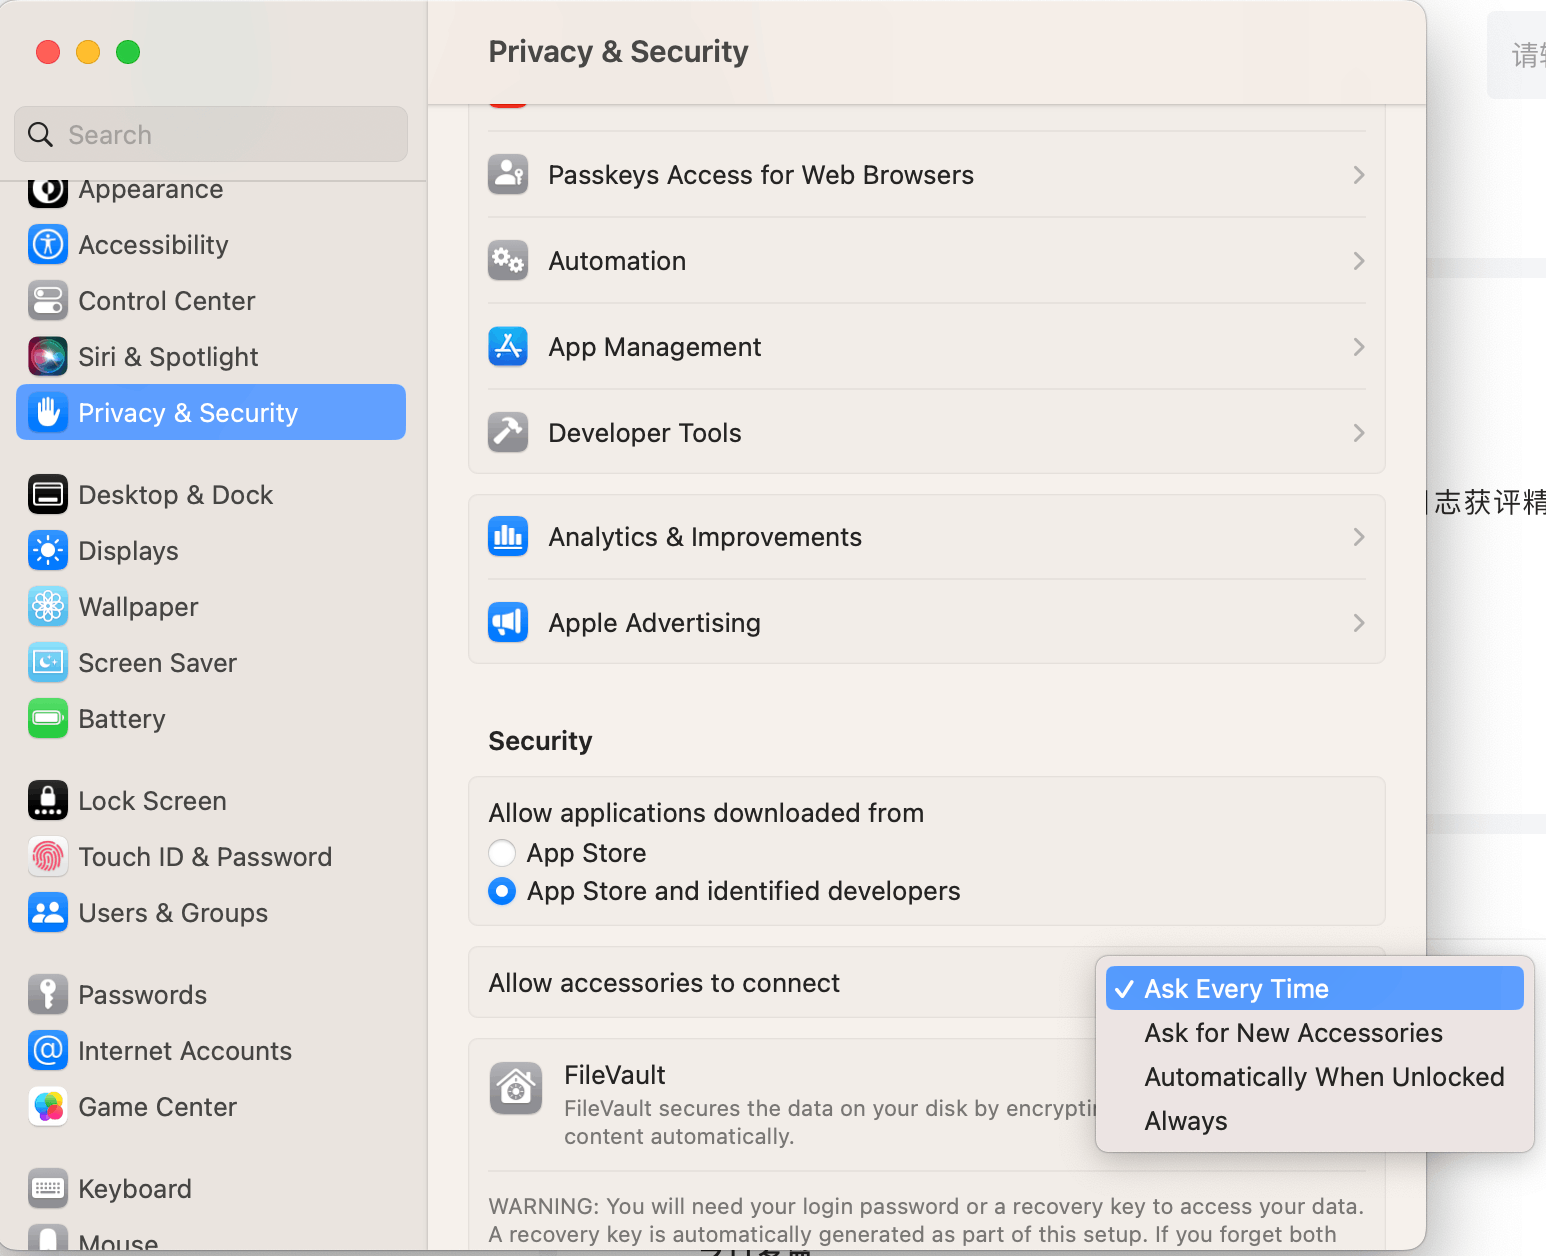 Privacy & Security
Search
Appearance
Accessibility
Control Center
Siri & Spotlight
Privacy & Security
Desktop & Dock
Displays
Wallpaper
Screen Saver
Battery
Lock Screen
Touch ID & Password
Users & Groups
Passwords
Internet Accounts
Game Center
Keyboard
Mouse
Passkeys Access for Web Browsers
Automation
App Management
Developer Tools
Analytics & Improvements
Apple Advertising
Security
Allow applications downloaded from
App Store
App Store and identified developers
Allow accessories to connect
Ask Every Time
Ask for New Accessories
Automatically When Unlocked
Always
FileVault
FileVault secures the data on your disk by
content automatically.
WARNING: You will need your login password or a recovery key to access your data.
A recovery key is automatically generated as part of this setup. If you forget both
请
志获评精